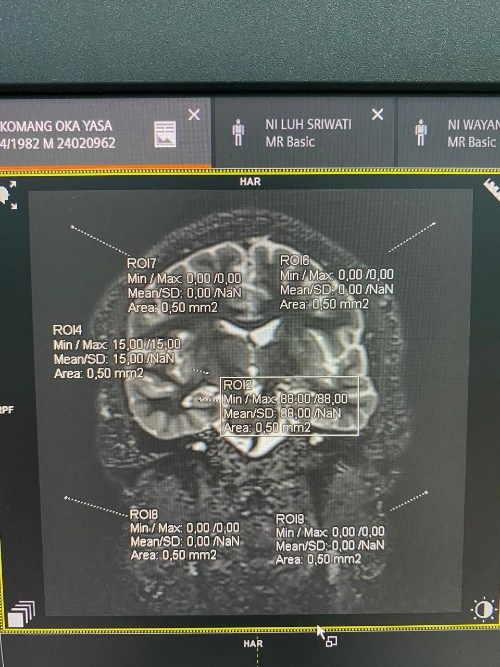 KOMANG OKA YASA
4/1982 M 24020962
NI LUH SRIWATI
MR Basic
NI WAYAN
MR Basic
HAR
ROI7
Min / Max: 0,00 /0,00
Mean/SD: 0,00 /NaN
Area: 0,50 mm2
ROI6
Min / Max: 0,00 /0,00
Mean/SD: 0,00 /NaN
Area: 0,50 mm2
ROI4
Min / Max: 15,00 /15,00
Mean/SD: 15,00 /NaN
Area: 0,50 mm2
ROI2
Min / Max: 88,00 /88,00
Mean/SD: 88,00 /NaN
Area: 0,50 mm2
RPF
ROI8
Min / Max: 0,00 /0,00
Mean/SD: 0,00 /NaN
Area: 0,50 mm2
ROI9
Min / Max: 0,00 /0,00
Mean/SD: 0,00 /NaN
Area: 0,50 mm2
HAR